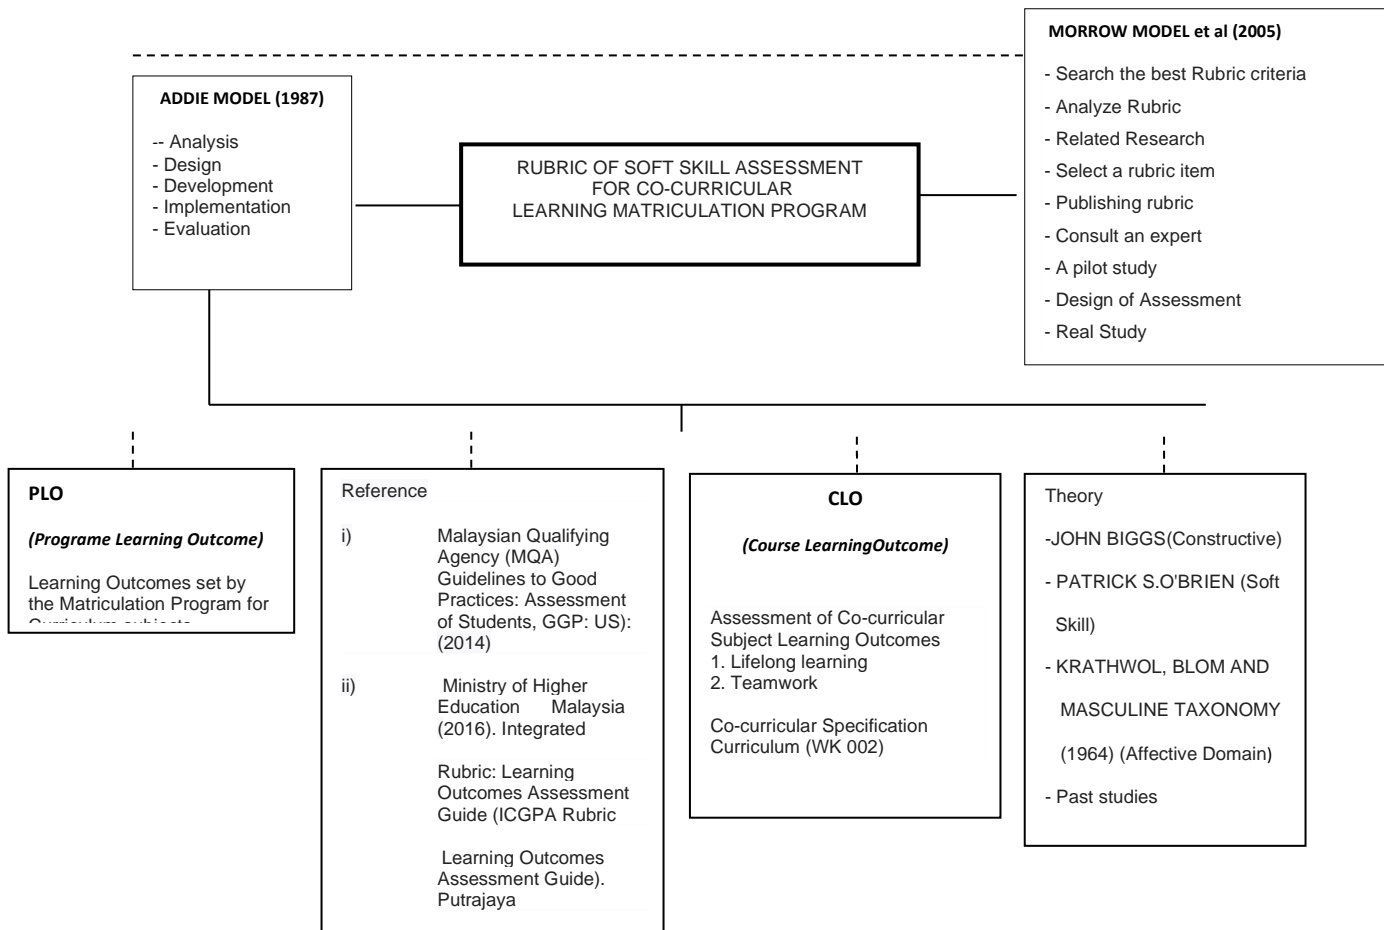 MORROW MODEL et al (2005)
- Search the best Rubric criteria
- Analyze Rubric
- Related Research
- Select a rubric item
- Publishing rubric
- Consult an expert
- A pilot study
- Design of Assessment
- Real Study
ADDIE MODEL (1987)
-- Analysis
- Design
- Development
- Implementation
- Evaluation
RUBRIC OF SOFT SKILL ASSESSMENT
FOR CO-CURRICULAR
LEARNING MATRICULATION PROGRAM
PLO
(Programe Learning Outcome)
Learning Outcomes set by
the Matriculation Program for
Reference
i) Malaysian Qualifying
Agency (MQA)
Guidelines to Good
Practices: Assessment
of Students, GGP: US):
(2014)
ii) Ministry of Higher
Education Malaysia
(2016). Integrated
Rubric: Learning
Outcomes Assessment
Guide (ICGPA Rubric
Learning Outcomes
Assessment Guide).
Putrajaya
CLO
(Course LearningOutcome)
Assessment of Co-curricular
Subject Learning Outcomes
1. Lifelong learning
2. Teamwork
Co-curricular Specification
Curriculum (WK 002)
Theory
-JOHN BIGGS(Constructive)
- PATRICK S.O'BRIEN (Soft
Skill)
- KRATHWOL, BLOM AND
MASCULINE TAXONOMY
(1964) (Affective Domain)
- Past studies